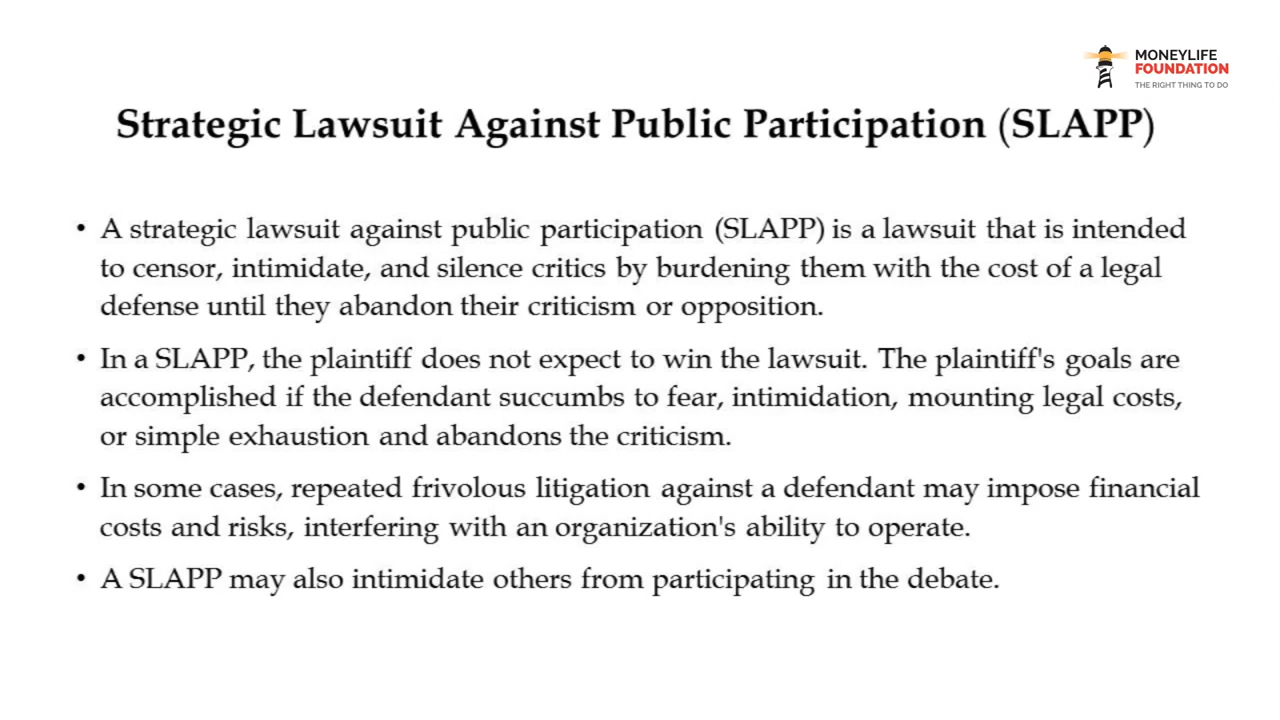 MONEYLIFE
FOUNDATION
THE RIGHT THING TO DO
Strategic Lawsuit Against Public Participation (SLAPP)
• A strategic lawsuit against public participation (SLAPP) is a lawsuit that is intended
to censor, intimidate, and silence critics by burdening them with the cost of a legal
defense until they abandon their criticism or opposition.
• In a SLAPP, the plaintiff does not expect to win the lawsuit. The plaintiff's goals are
accomplished if the defendant succumbs to fear, intimidation, mounting legal costs,
or simple exhaustion and abandons the criticism.
• In some cases, repeated frivolous litigation against a defendant may impose financial
costs and risks, interfering with an organization's ability to operate.
• A SLAPP may also intimidate others from participating in the debate.